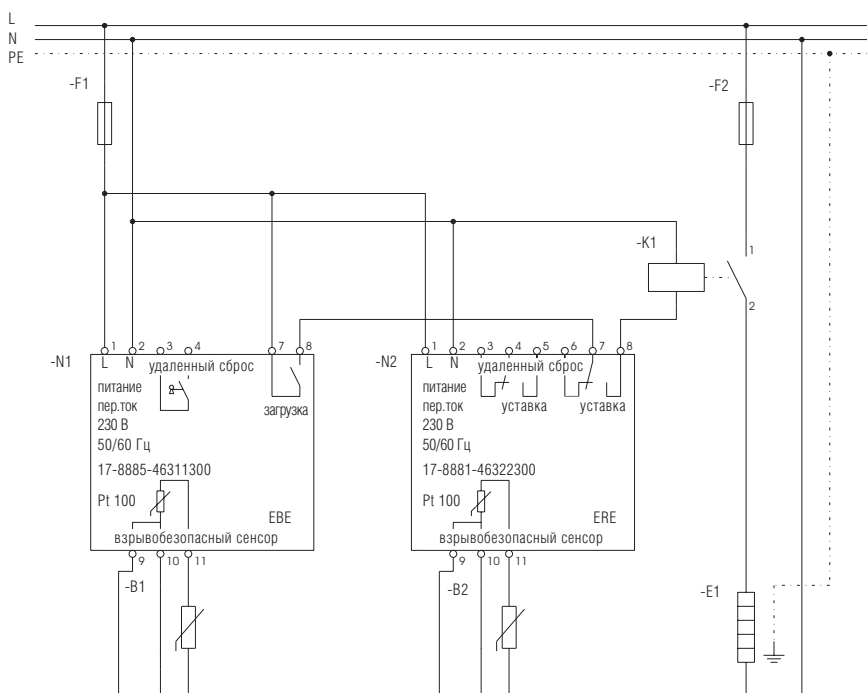 L
N
PE
-F1
-F2
-K1
1
2
-N1
1 2 3 4 7 8
L N
удаленный сброс
питание
пер.ток
230 В
50/60 Гц
загрузка
17-8885-46311300
Pt 100
EBE
взрывобезопасный сенсор
9 10 11
-B1
-N2
1 2 3 4 5 6 7 8
L N
удаленный сброс
питание
пер.ток
230 В
50/60 Гц
уставка уставка
17-8881-46322300
Pt 100
ERE
взрывобезопасный сенсор
9 10 11
-B2
-E1